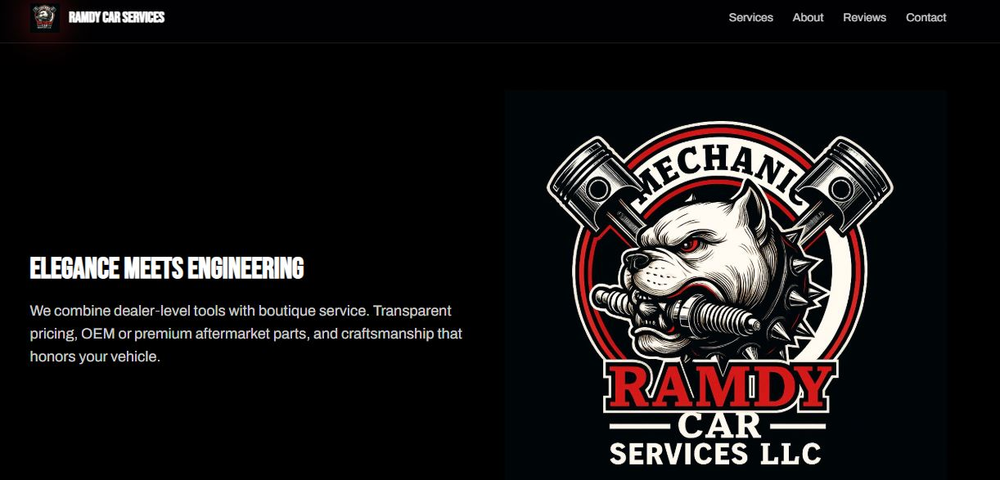 RAMDY CAR SERVICES
Services About Reviews Contact
ELEGANCE MEETS ENGINEERING
We combine dealer-level tools with boutique service. Transparent
pricing, OEM or premium aftermarket parts, and craftsmanship that
honors your vehicle.
MECHANIC
RAMDY
CAR
SERVICES LLC